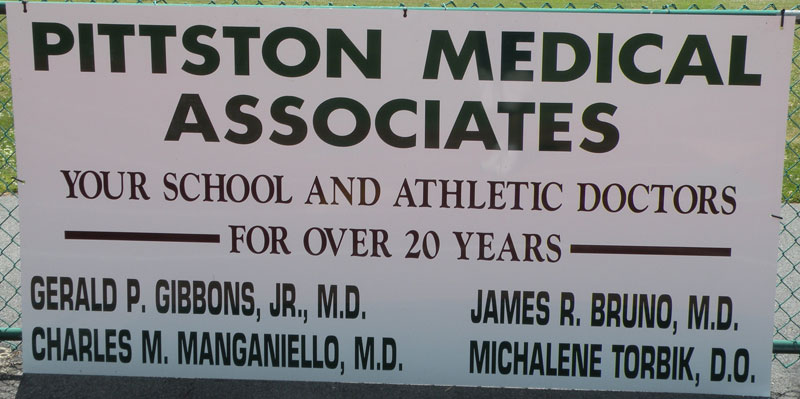 PITTSTON MEDICAL
ASSOCIATES
YOUR SCHOOL AND ATHLETIC DOCTORS
FOR OVER 20 YEARS
GERALD P. GIBBONS, JR., M.D.
JAMES R. BRUNO, M.D.
CHARLES M. MANGANIELLO, M.D.
MICHALENE TORBIK, D.O.